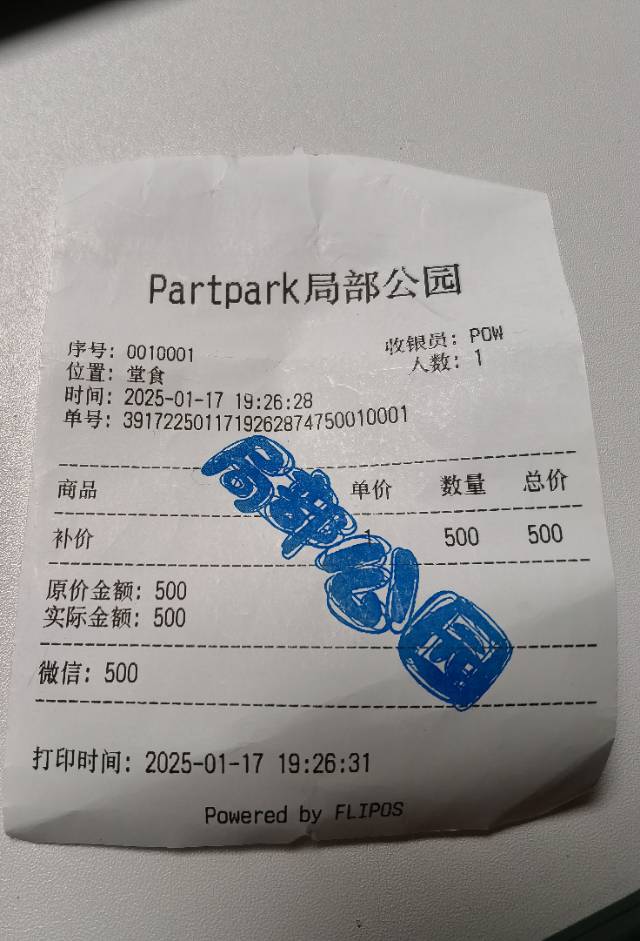 Partpark局部公园
序号: 0010001 收银员: POW
位置: 堂食 人数: 1
时间: 2025-01-17 19:26:28
单号: 3917225011719262874750010001
商品 单价 数量 总价
补价 1 500 500
原价金额: 500
实际金额: 500
微信: 500
打印时间: 2025-01-17 19:26:31
Powered by FLIPOS
局部公园